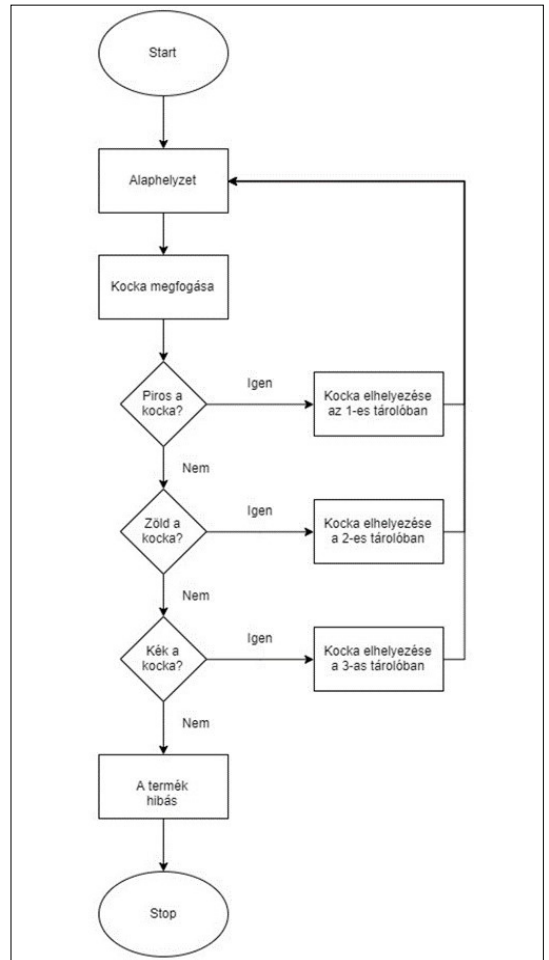 Start
Alaphelyzet
Kocka megfogása
Piros a
kocka?
Igen
Kocka elhelyezése
az 1-es tárolóban
Nem
Zöld a
kocka?
Igen
Kocka elhelyezése
a 2-es tárolóban
Nem
Kék a
kocka?
Igen
Kocka elhelyezése
a 3-as tárolóban
Nem
A termék
hibás
Stop